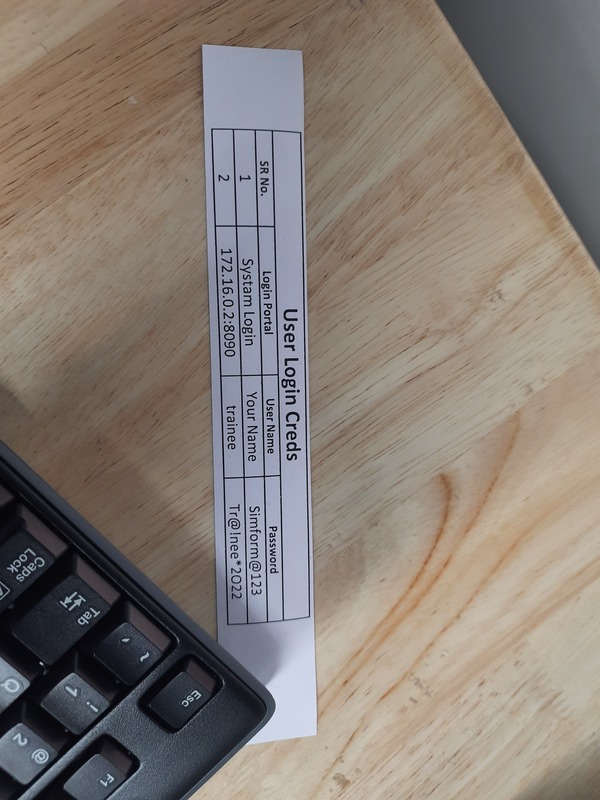 User Login Creds
SR No. Login Portal User Name Password
1 Systam Login Your Name Simform@123
2 172.16.0.2:8090 trainee Tr@!nee*2022
Caps Lock
Tab
~
Q
! 1
@ 2
Esc
F1